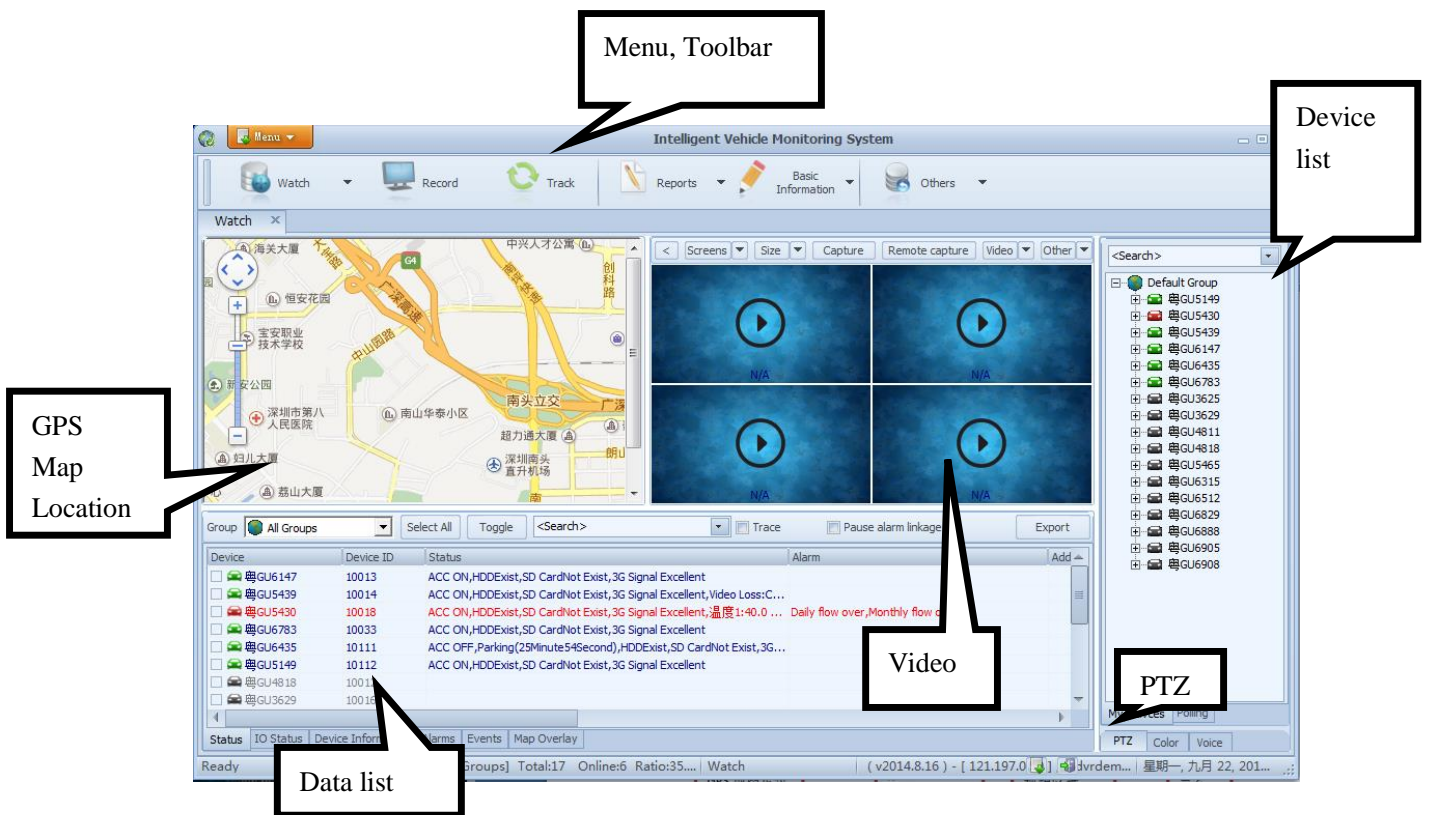 Menu, Toolbar
Device
list
Menu
Intelligent Vehicle Monitoring System
Watch
Record
Track
Reports
Basic
Information
Others
Watch
海关大厦
中兴人才公寓
G4
创
科
路
恒安花园
广深高速
宝安职业
技术学校
中山园路
新安公园
南头立交
深圳市第八
人民医院
南山华泰小区
超力通大厦
妇儿大厦
深圳南头
直升机场
荔山大厦
南
< Screens Size Capture Remote capture Video Other
N/A
N/A
N/A
N/A
<Search>
Default Group
粤GU5149
粤GU5430
粤GU5439
粤GU6147
粤GU6435
粤GU6783
粤GU3625
粤GU3629
粤GU4811
粤GU4818
粤GU5465
粤GU6315
粤GU6512
粤GU6829
粤GU6888
粤GU6905
粤GU6908
GPS
Map
Location
Group All Groups Select All Toggle <Search> Trace Pause alarm linkage Export
Device Device ID Status Alarm Add
粤GU6147 10013 ACC ON,HDDExist,SD CardNot Exist,3G Signal Excellent
粤GU5439 10014 ACC ON,HDDExist,SD CardNot Exist,3G Signal Excellent,Video Loss:C...
粤GU5430 10018 ACC ON,HDDExist,SD CardNot Exist,3G Signal Excellent,温度1:40.0 ... Daily flow over,Monthly flow
粤GU6783 10033 ACC ON,HDDExist,SD CardNot Exist,3G Signal Excellent
粤GU6435 10111 ACC OFF,Parking(25Minute54Second),HDDExist,SD CardNot Exist,3G...
粤GU5149 10112 ACC ON,HDDExist,SD CardNot Exist,3G Signal Excellent
粤GU4818
粤GU3629 10016
Video
PTZ
Polling
Status IO Status Device Events Map Overlay
PTZ Color Voice
Data list
Ready Total:17 Online:6 Ratio:35.... Watch ( v2014.8.16 ) - [ 121.197.0 ] 星期一, 九月 22, 201...